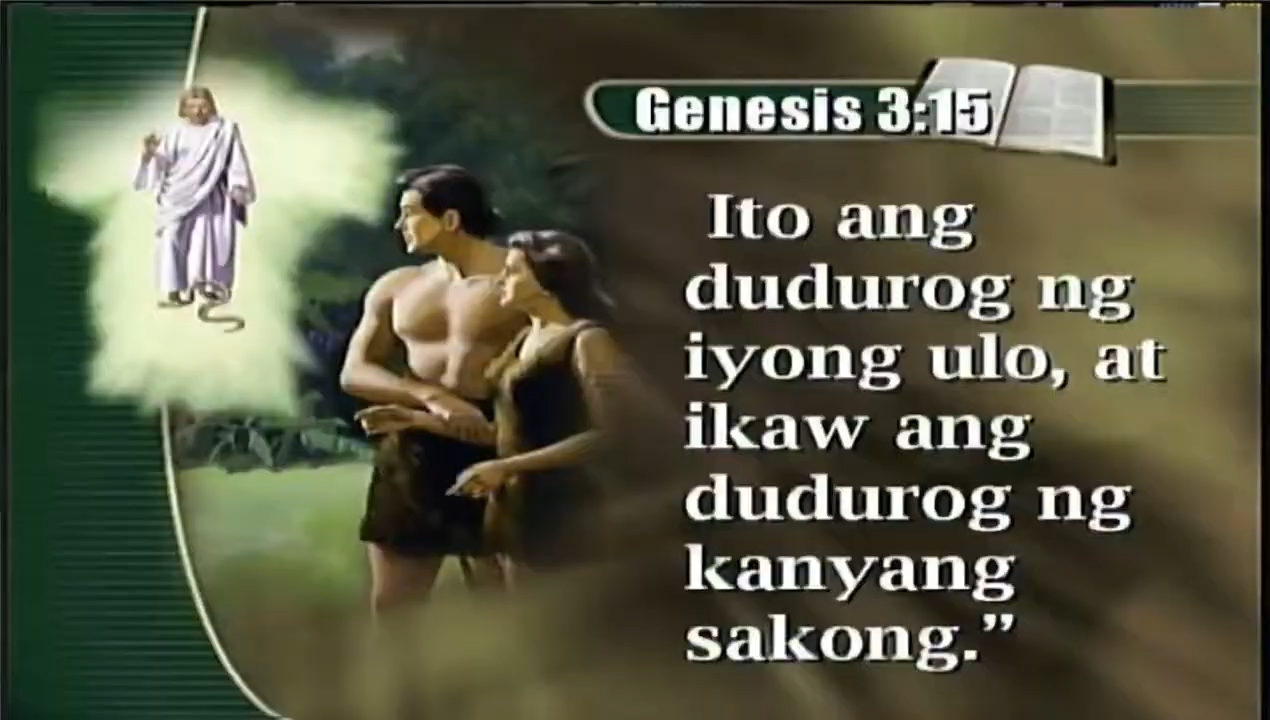 Genesis 3:15
Ito ang
dudurog ng
iyong ulo, at
ikaw ang
dudurog ng
kanyang
sakong.”